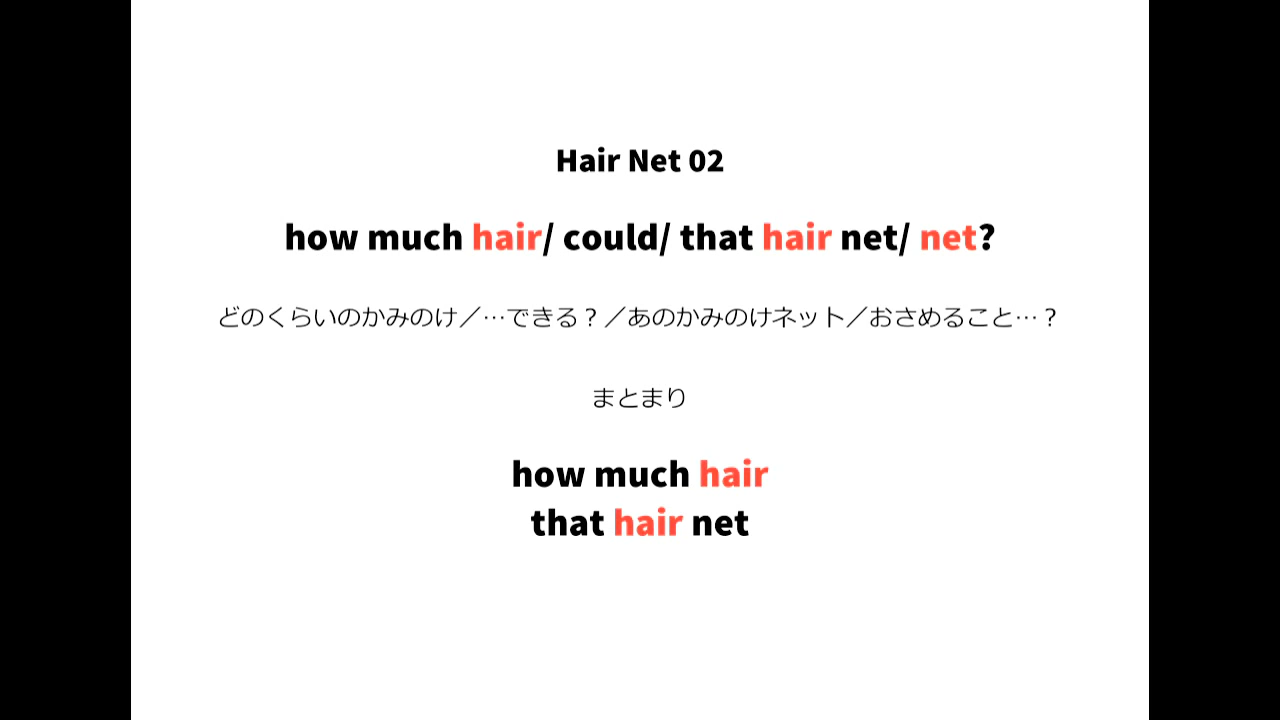 Hair Net 02
how much hair/ could/ that hair net/ net?
どのくらいのかみのけ／…できる？／あのかみのけネット／おさめること…？
まとまり
how much hair
that hair net